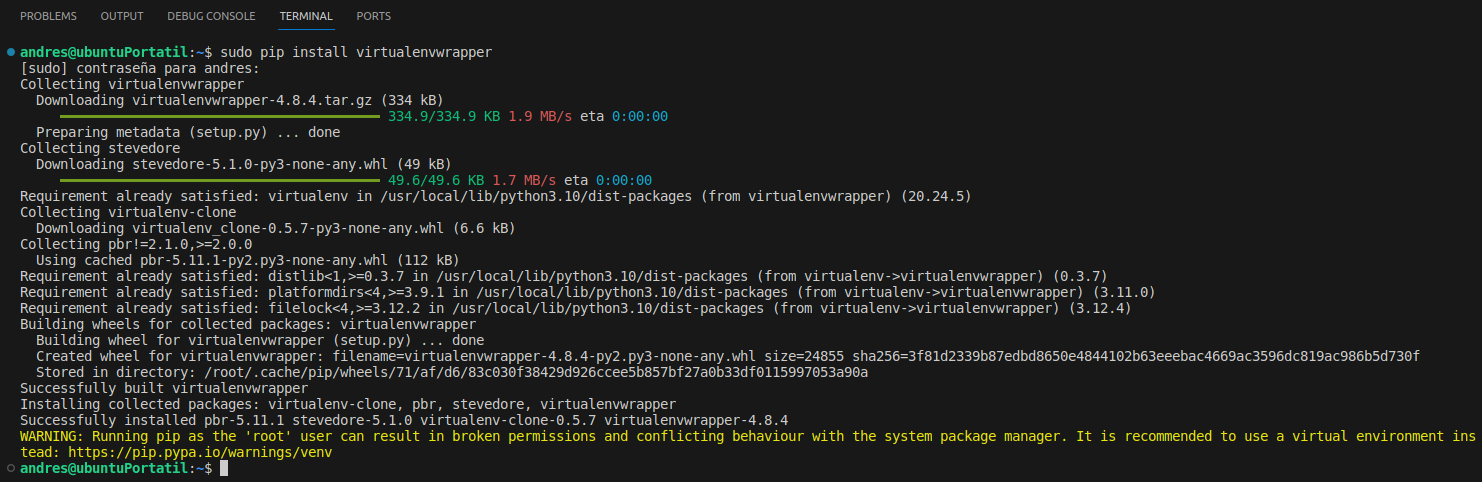 PROBLEMS OUTPUT DEBUG CONSOLE TERMINAL PORTS
andres@ubuntuPortatil:~$ sudo pip install virtualenvwrapper
[sudo] contraseña para andres:
Collecting virtualenvwrapper
  Downloading virtualenvwrapper-4.8.4.tar.gz (334 kB)
     334.9/334.9 KB 1.9 MB/s eta 0:00:00
  Preparing metadata (setup.py) ... done
Collecting stevedore
  Downloading stevedore-5.1.0-py3-none-any.whl (49 kB)
     49.6/49.6 KB 1.7 MB/s eta 0:00:00
Requirement already satisfied: virtualenv in /usr/local/lib/python3.10/dist-packages (from virtualenvwrapper) (20.24.5)
Collecting virtualenv-clone
  Downloading virtualenv_clone-0.5.7-py3-none-any.whl (6.6 kB)
Collecting pbr!=2.1.0,>=2.0.0
  Using cached pbr-5.11.1-py2.py3-none-any.whl (112 kB)
Requirement already satisfied: distlib<1,>=0.3.7 in /usr/local/lib/python3.10/dist-packages (from virtualenv->virtualenvwrapper) (0.3.7)
Requirement already satisfied: platformdirs<4,>=3.9.1 in /usr/local/lib/python3.10/dist-packages (from virtualenv->virtualenvwrapper) (3.11.0)
Requirement already satisfied: filelock<4,>=3.12.2 in /usr/local/lib/python3.10/dist-packages (from virtualenv->virtualenvwrapper) (3.12.4)
Building wheels for collected packages: virtualenvwrapper
  Building wheel for virtualenvwrapper (setup.py) ... done
  Created wheel for virtualenvwrapper: filename=virtualenvwrapper-4.8.4-py2.py3-none-any.whl size=24855 sha256=3f81d2339b87edbd8650e4844102b63eeebac4669ac3596dc819ac986b5d730f
  Stored in directory: /root/.cache/pip/wheels/71/af/d6/83c030f38429d926ccee5b857bf27a0b33df0115997053a90a
Successfully built virtualenvwrapper
Installing collected packages: virtualenv-clone, pbr, stevedore, virtualenvwrapper
Successfully installed pbr-5.11.1 stevedore-5.1.0 virtualenv-clone-0.5.7 virtualenvwrapper-4.8.4
WARNING: Running pip as the 'root' user can result in broken permissions and conflicting behaviour with the system package manager. It is recommended to use a virtual environment ins
tead: https://pip.pypa.io/warnings/venv
andres@ubuntuPortatil:~$